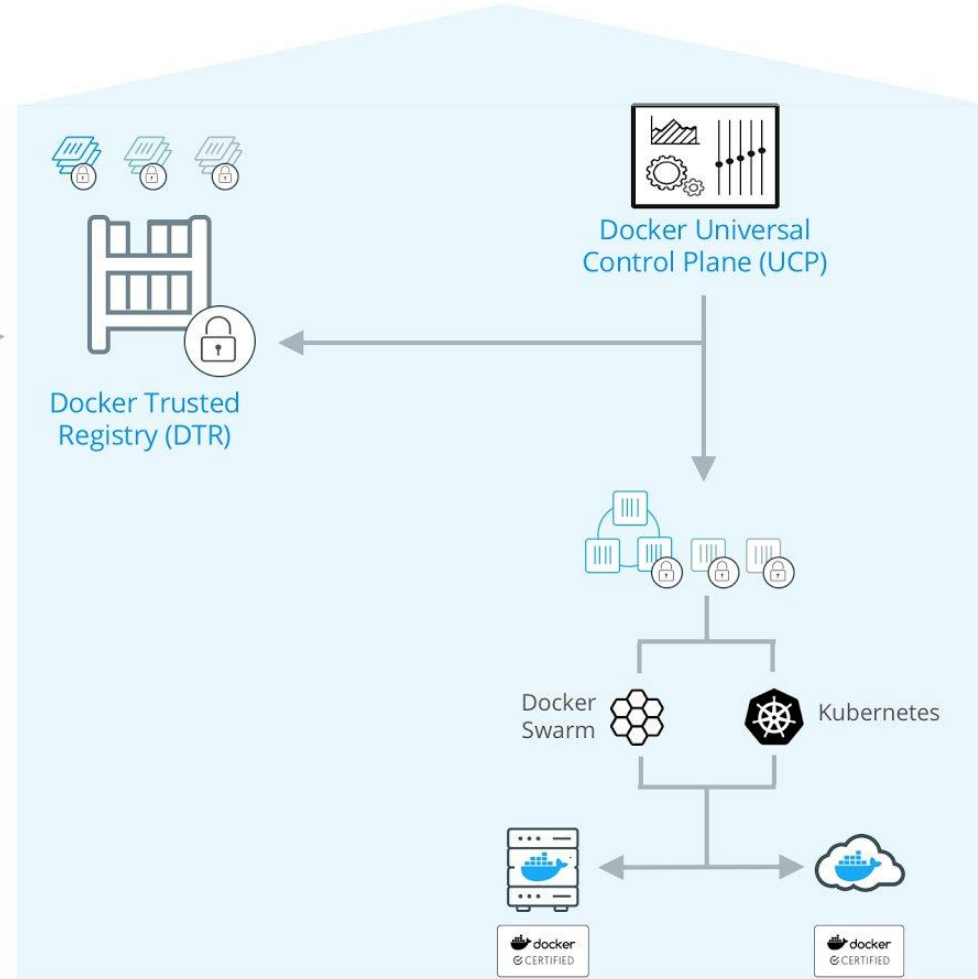 Docker Universal
Control Plane (UCP)
Docker Trusted
Registry (DTR)
Docker
Swarm
Kubernetes
docker
CERTIFIED
docker
CERTIFIED